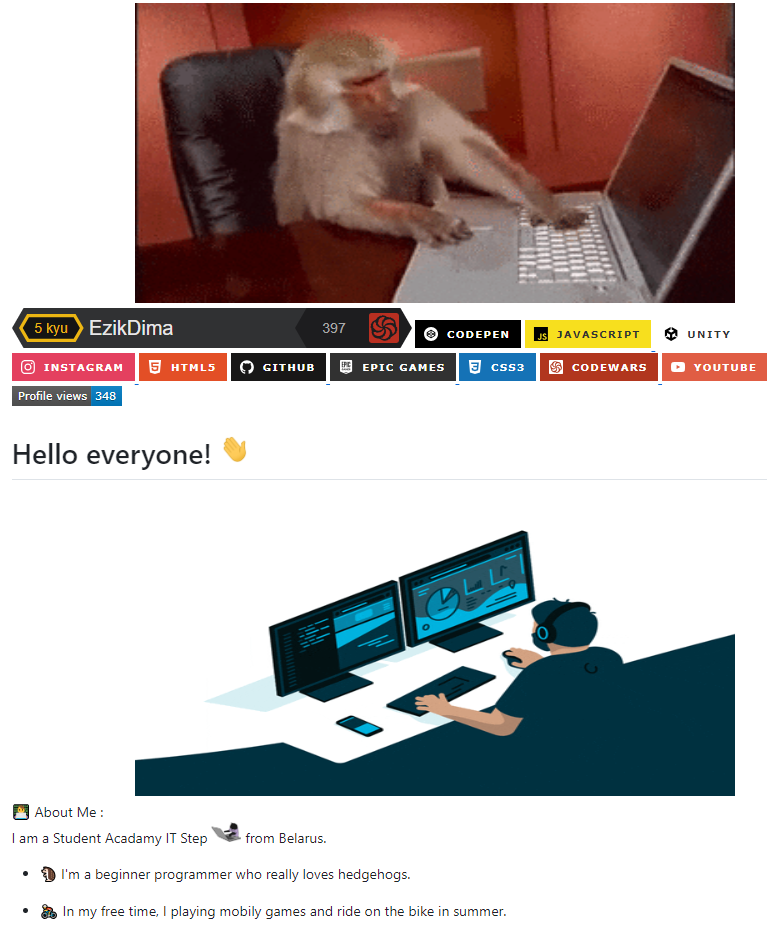 5 kyu EzikDima 397 CODEPEN JS JAVASCRIPT UNITY
INSTAGRAM HTML5 GITHUB EPIC GAMES CSS3 CODEWARS YOUTUBE
Profile views 348
Hello everyone! 👋
About Me :
I am a Student Acadamy IT Step from Belarus.
• I'm a beginner programmer who really loves hedgehogs.
• In my free time, I playing mobily games and ride on the bike in summer.